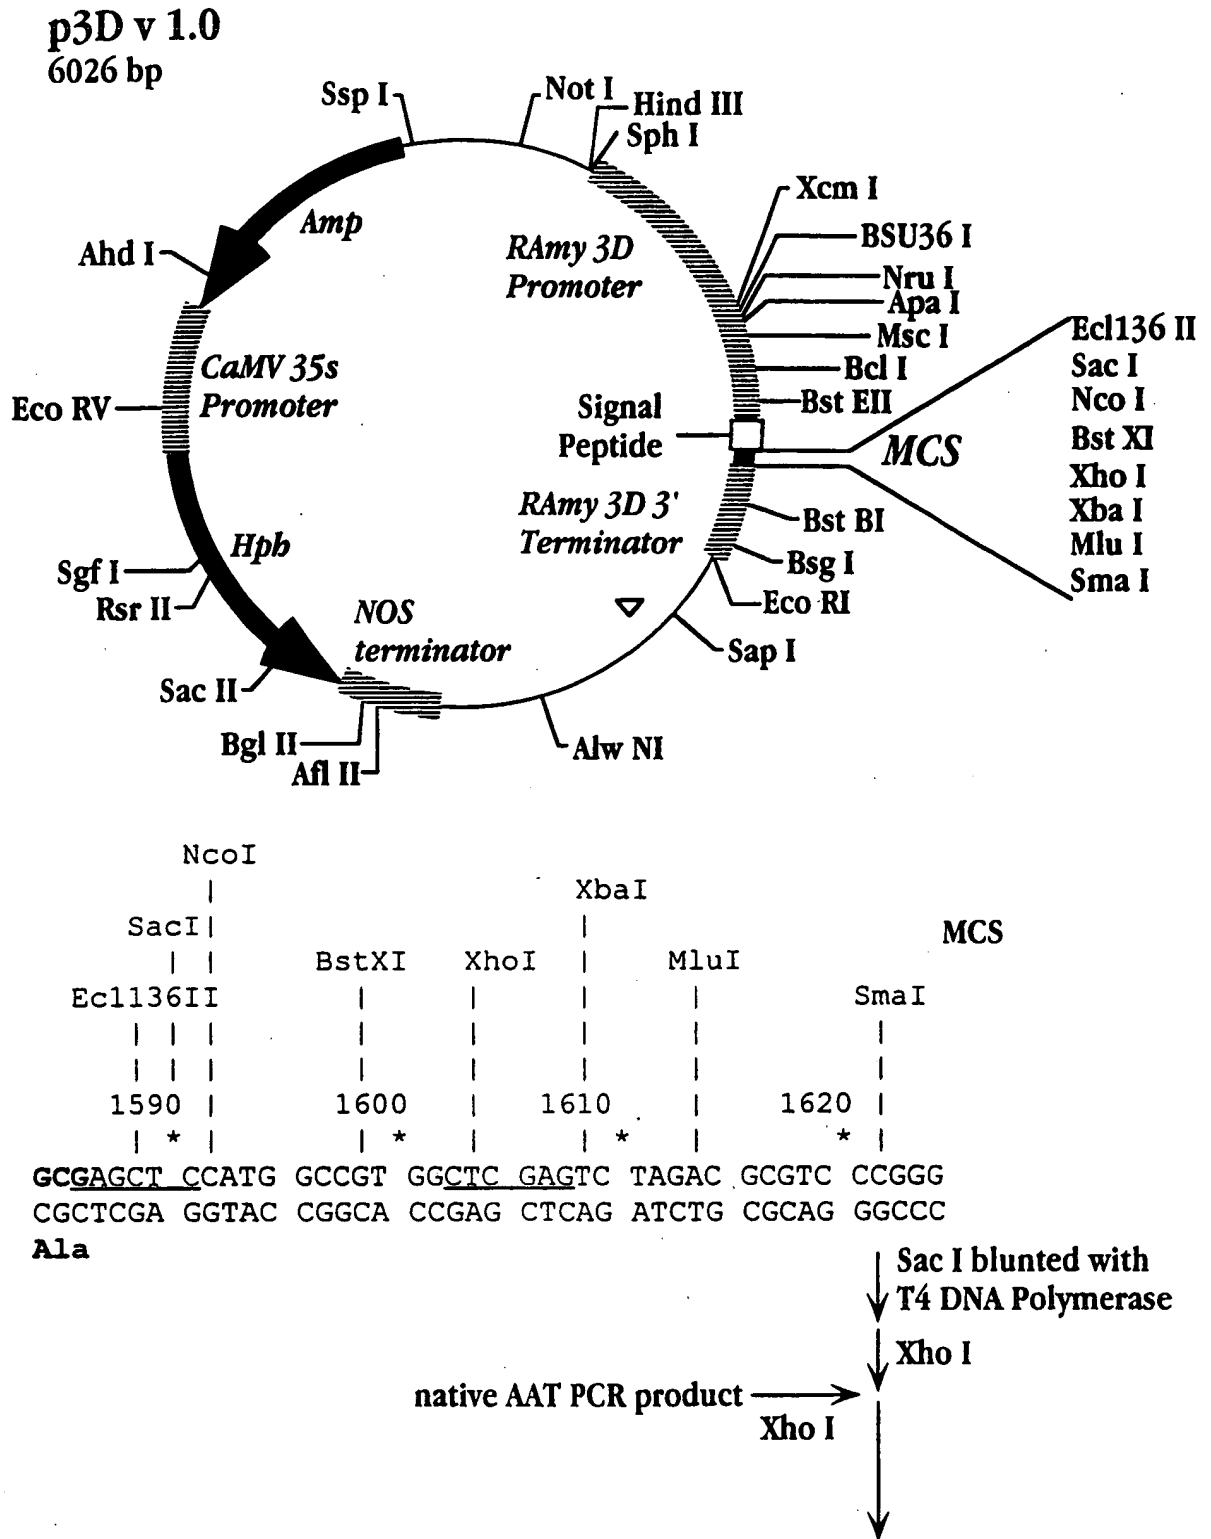 p3D v 1.0
6026 bp
Ssp I
Not I
Hind III
Sph I
Xcm I
BSU36 I
Nru I
Apa I
Msc I
Bcl I
Bst EII
Ahd I
Amp
RAmy 3D
Promoter
CaMV 35s
Promoter
Eco RV
Signal
Peptide
MCS
Ecl136 II
Sac I
Nco I
Bst XI
Xho I
Xba I
Mlu I
Sma I
RAmy 3D 3'
Terminator
Bst BI
Bsg I
Eco RI
Sap I
Hph
Sgf I
Rsr II
NOS
terminator
Sac II
Bgl II
Afl II
Alw NI
NcoI
XbaI
SacI
MCS
BstXI XhoI MluI
Ecl136II SmaI
1590 1600 1610 1620
* * * *
GCGAGCT CCATGG GCCGT GGCTC GAGTC TAGAC GCGTC CCGGG
CGCTCGA GGTAC CGGCA CCGAG CTCAG ATCTG CGCAG GGCCC
Ala
Sac I blunted with
T4 DNA Polymerase
Xho I
native AAT PCR product
Xho I